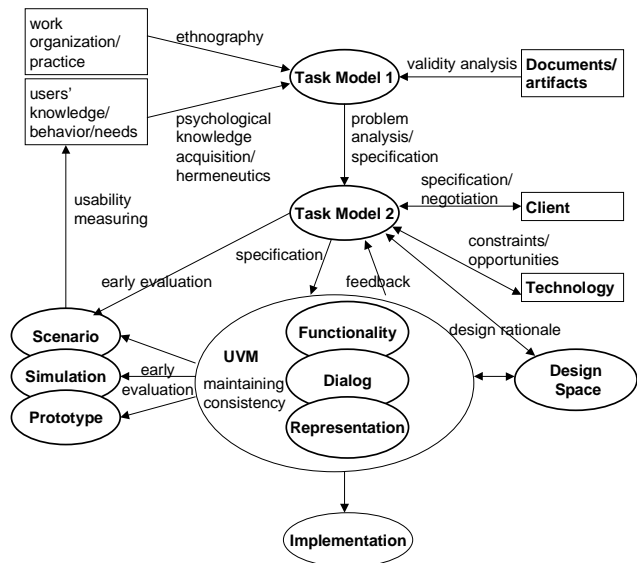 work
organization/
practice
ethnography
Task Model 1
validity analysis
Documents/
artifacts
users'
knowledge/
behavior/needs
psychological
knowledge
acquisition/
hermeneutics
problem
analysis/
specification
usability
measuring
Task Model 2
specification/
negotiation
Client
specification
constraints/
opportunities
early evaluation
feedback
Technology
Scenario
Functionality
design rationale
UVM
Simulation
early
evaluation
maintaining
consistency
Dialog
Design
Space
Prototype
Representation
Implementation